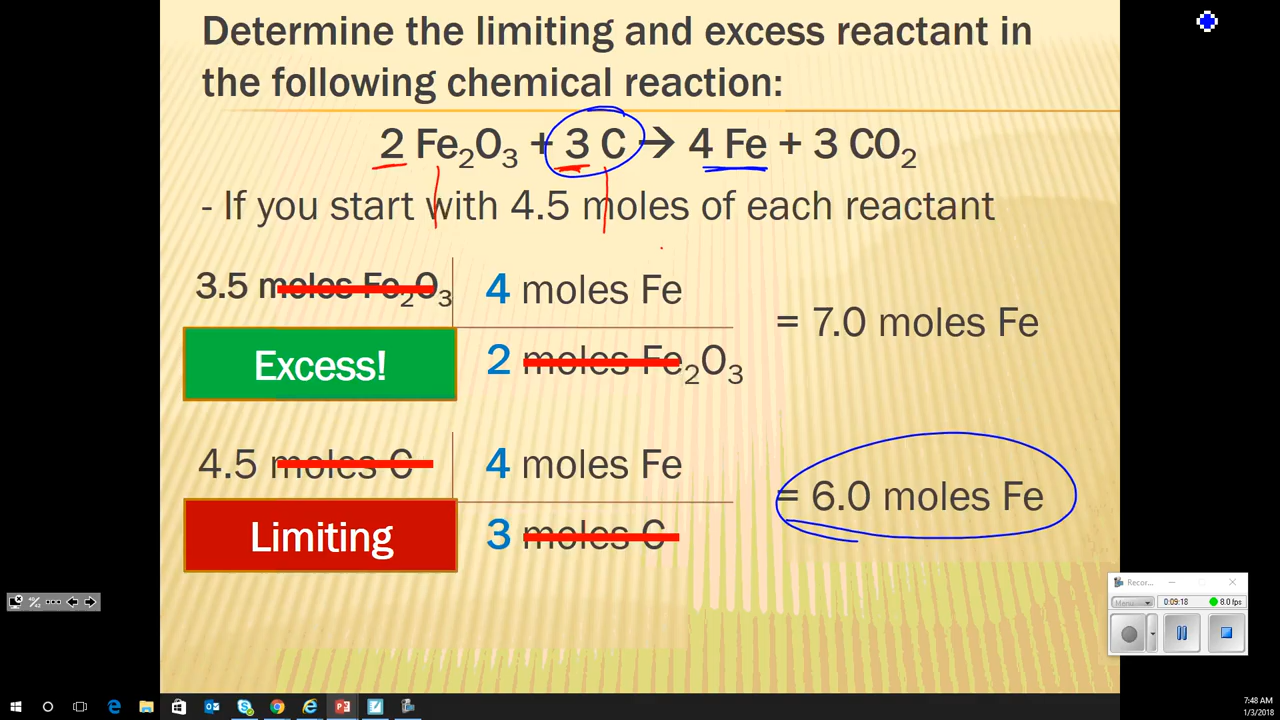 Determine the limiting and excess reactant in
the following chemical reaction:
2 Fe₂O₃ + 3 C → 4 Fe + 3 CO₂
- If you start with 4.5 moles of each reactant
3.5 moles Fe₂O₃
4 moles Fe
= 7.0 moles Fe
Excess!
2 moles Fe₂O₃
4.5 moles C
4 moles Fe
= 6.0 moles Fe
Limiting
3 moles C
Recor...
Menus
0:09:18
8.0 fps
7:48 AM
1/3/2018